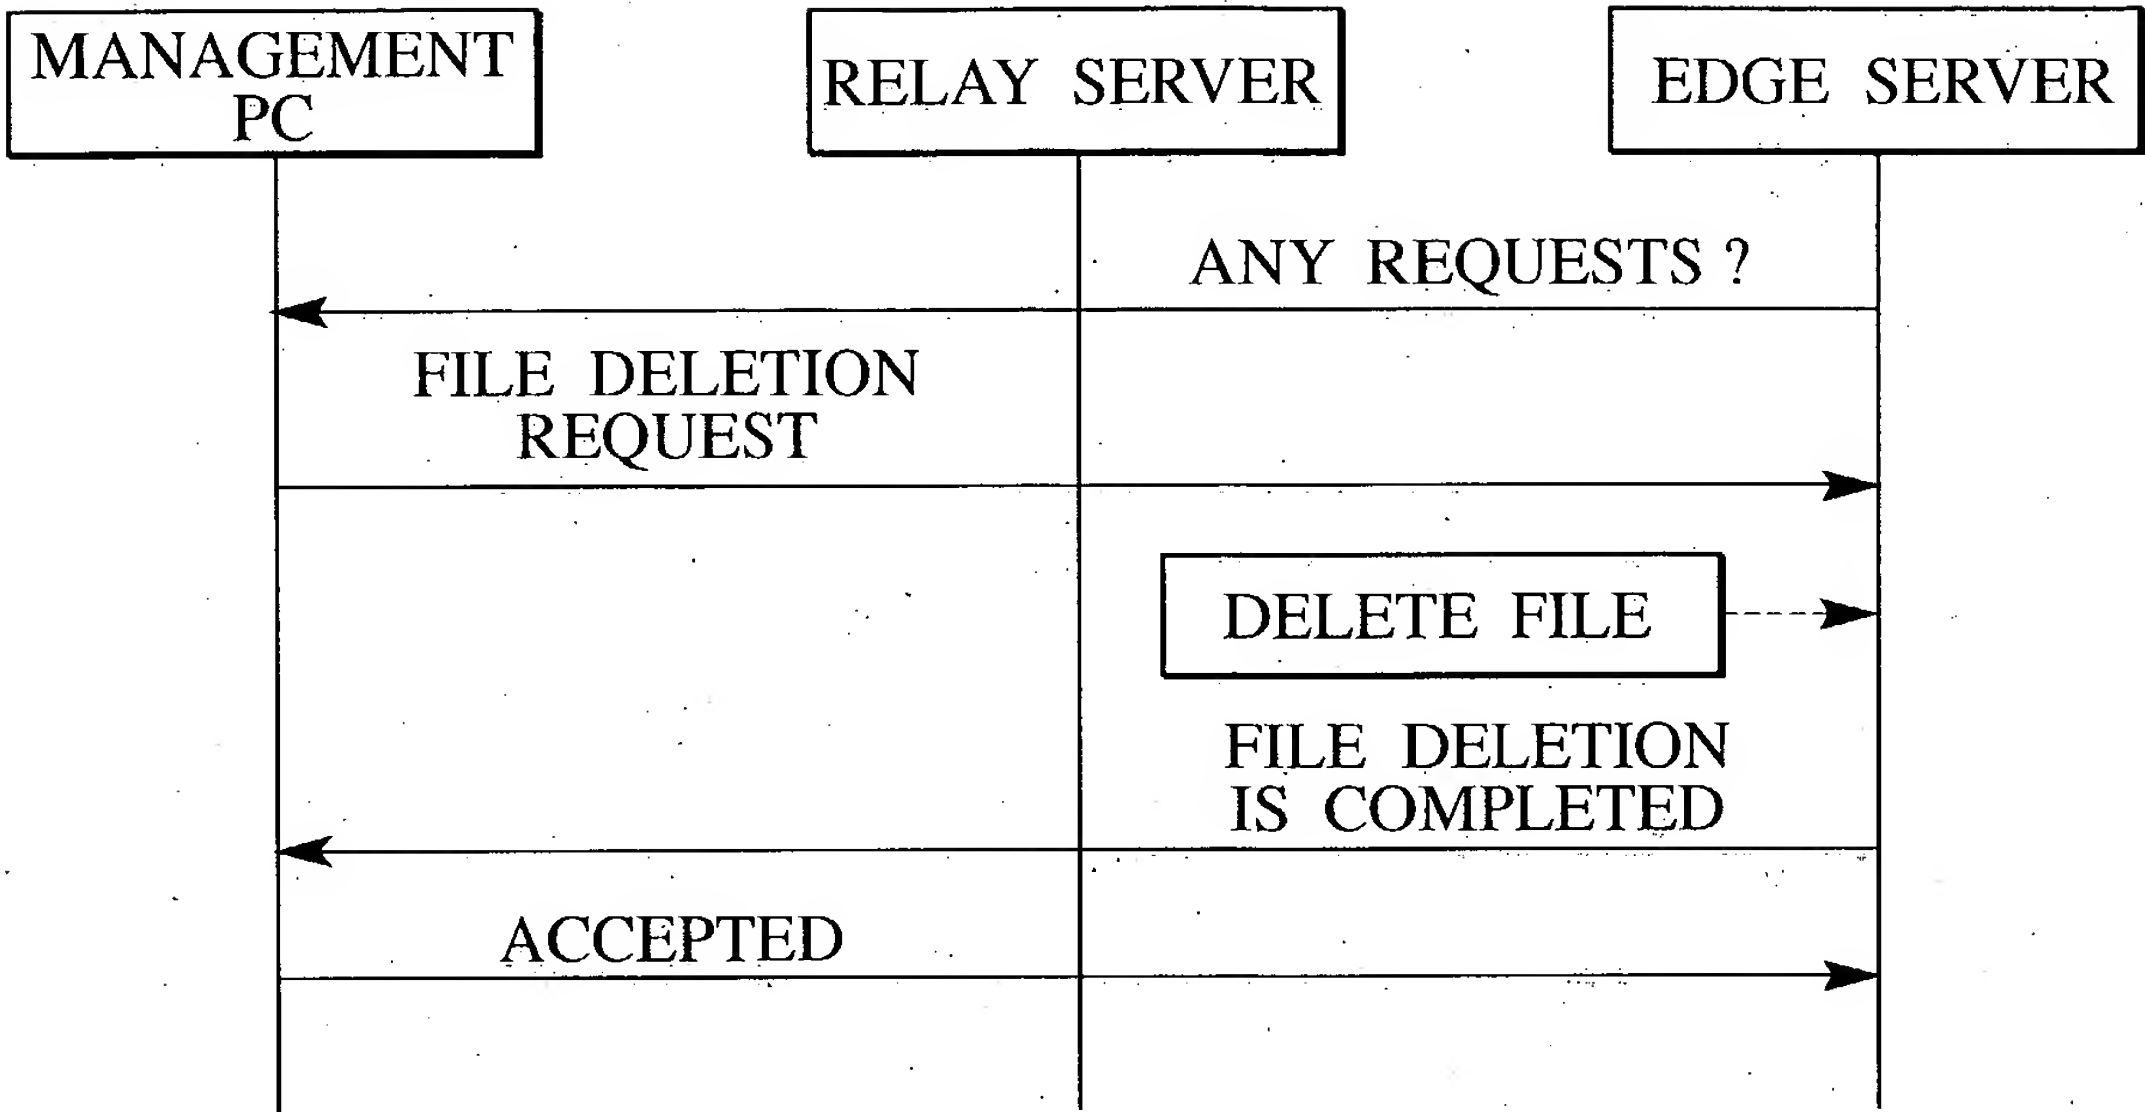 MANAGEMENT
PC
RELAY SERVER
EDGE SERVER
ANY REQUESTS ?
FILE DELETION
REQUEST
DELETE FILE
FILE DELETION
IS COMPLETED
ACCEPTED